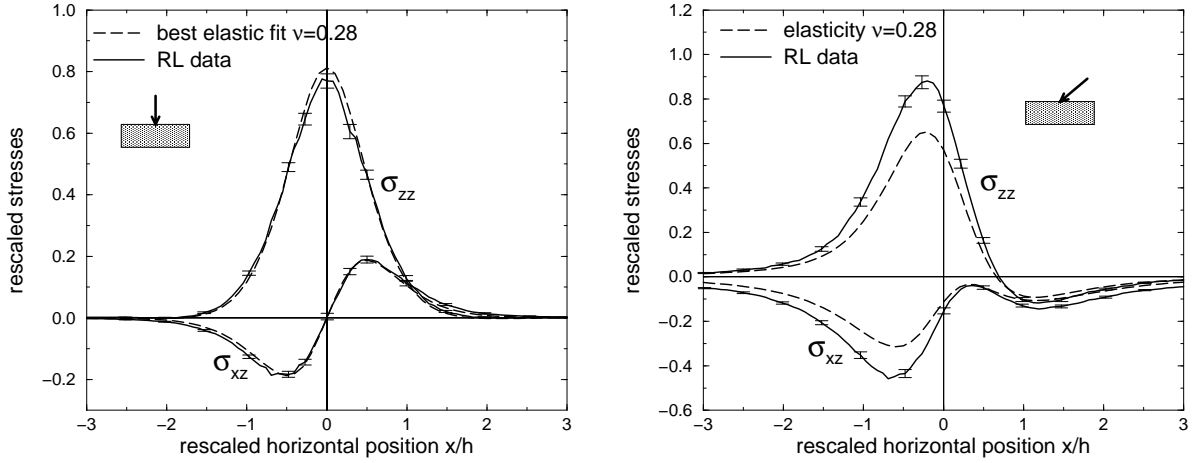 best elastic fit ν=0.28
RL data
σzz
σxz
1.0
0.8
0.6
0.4
0.2
0.0
−0.2
rescaled stresses
−3 −2 −1 0 1 2 3
rescaled horizontal position x/h
elasticity ν=0.28
RL data
σzz
σxz
1.2
1.0
0.8
0.6
0.4
0.2
0.0
−0.2
−0.4
−0.6
rescaled stresses
−3 −2 −1 0 1 2 3
rescaled horizontal position x/h